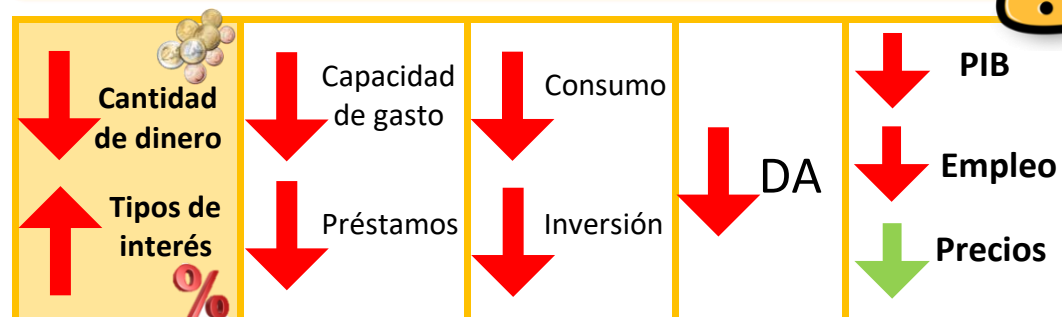 Cantidad
de dinero
Tipos de
interés
%
Capacidad
de gasto
Préstamos
Consumo
Inversión
DA
PIB
Empleo
Precios